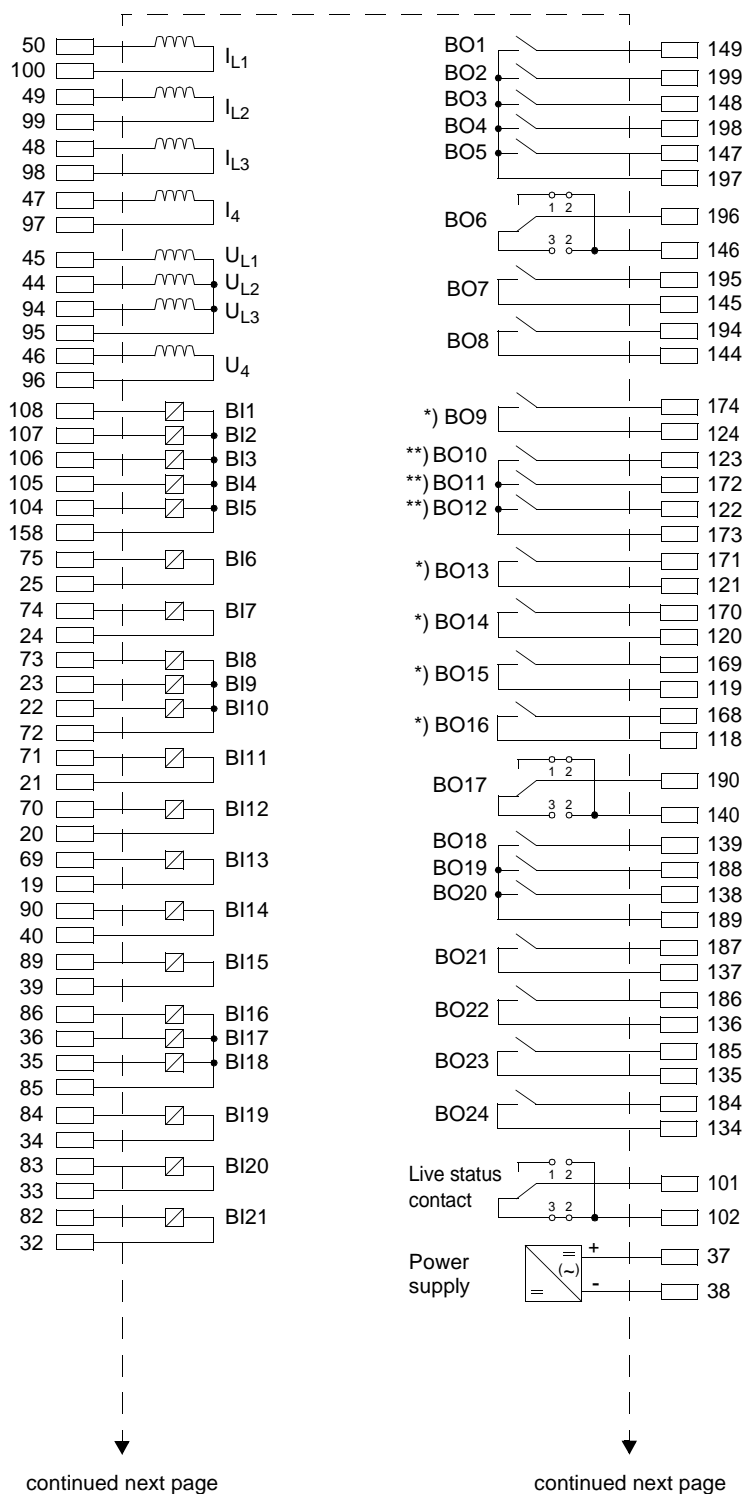 50
100
I_L1
49
99
I_L2
48
98
I_L3
47
97
I_4
45 U_L1
44 U_L2
94 U_L3
95
46
96
U_4
108 BI1
107 BI2
106 BI3
105 BI4
104 BI5
158
75 BI6
25
74 BI7
24
73 BI8
23 BI9
22 BI10
72
71 BI11
21
70 BI12
20
69 BI13
19
90 BI14
40
89 BI15
39
86 BI16
36 BI17
35 BI18
85
84 BI19
34
83 BI20
33
82 BI21
32
continued next page
BO1 149
BO2 199
BO3 148
BO4 198
BO5 147
197
BO6
1 2
3 2
196
146
BO7
195
145
BO8
194
144
*) BO9
174
124
**) BO10 123
**) BO11 172
**) BO12 122
173
*) BO13
171
121
*) BO14
170
120
*) BO15
169
119
*) BO16
168
118
BO17
1 2
3 2
190
140
BO18 139
BO19 188
BO20 138
189
BO21
187
137
BO22
186
136
BO23
185
135
BO24
184
134
Live status
contact
1 2
3 2
101
102
Power
supply
=
(~)
=
+ 37
- 38
continued next page